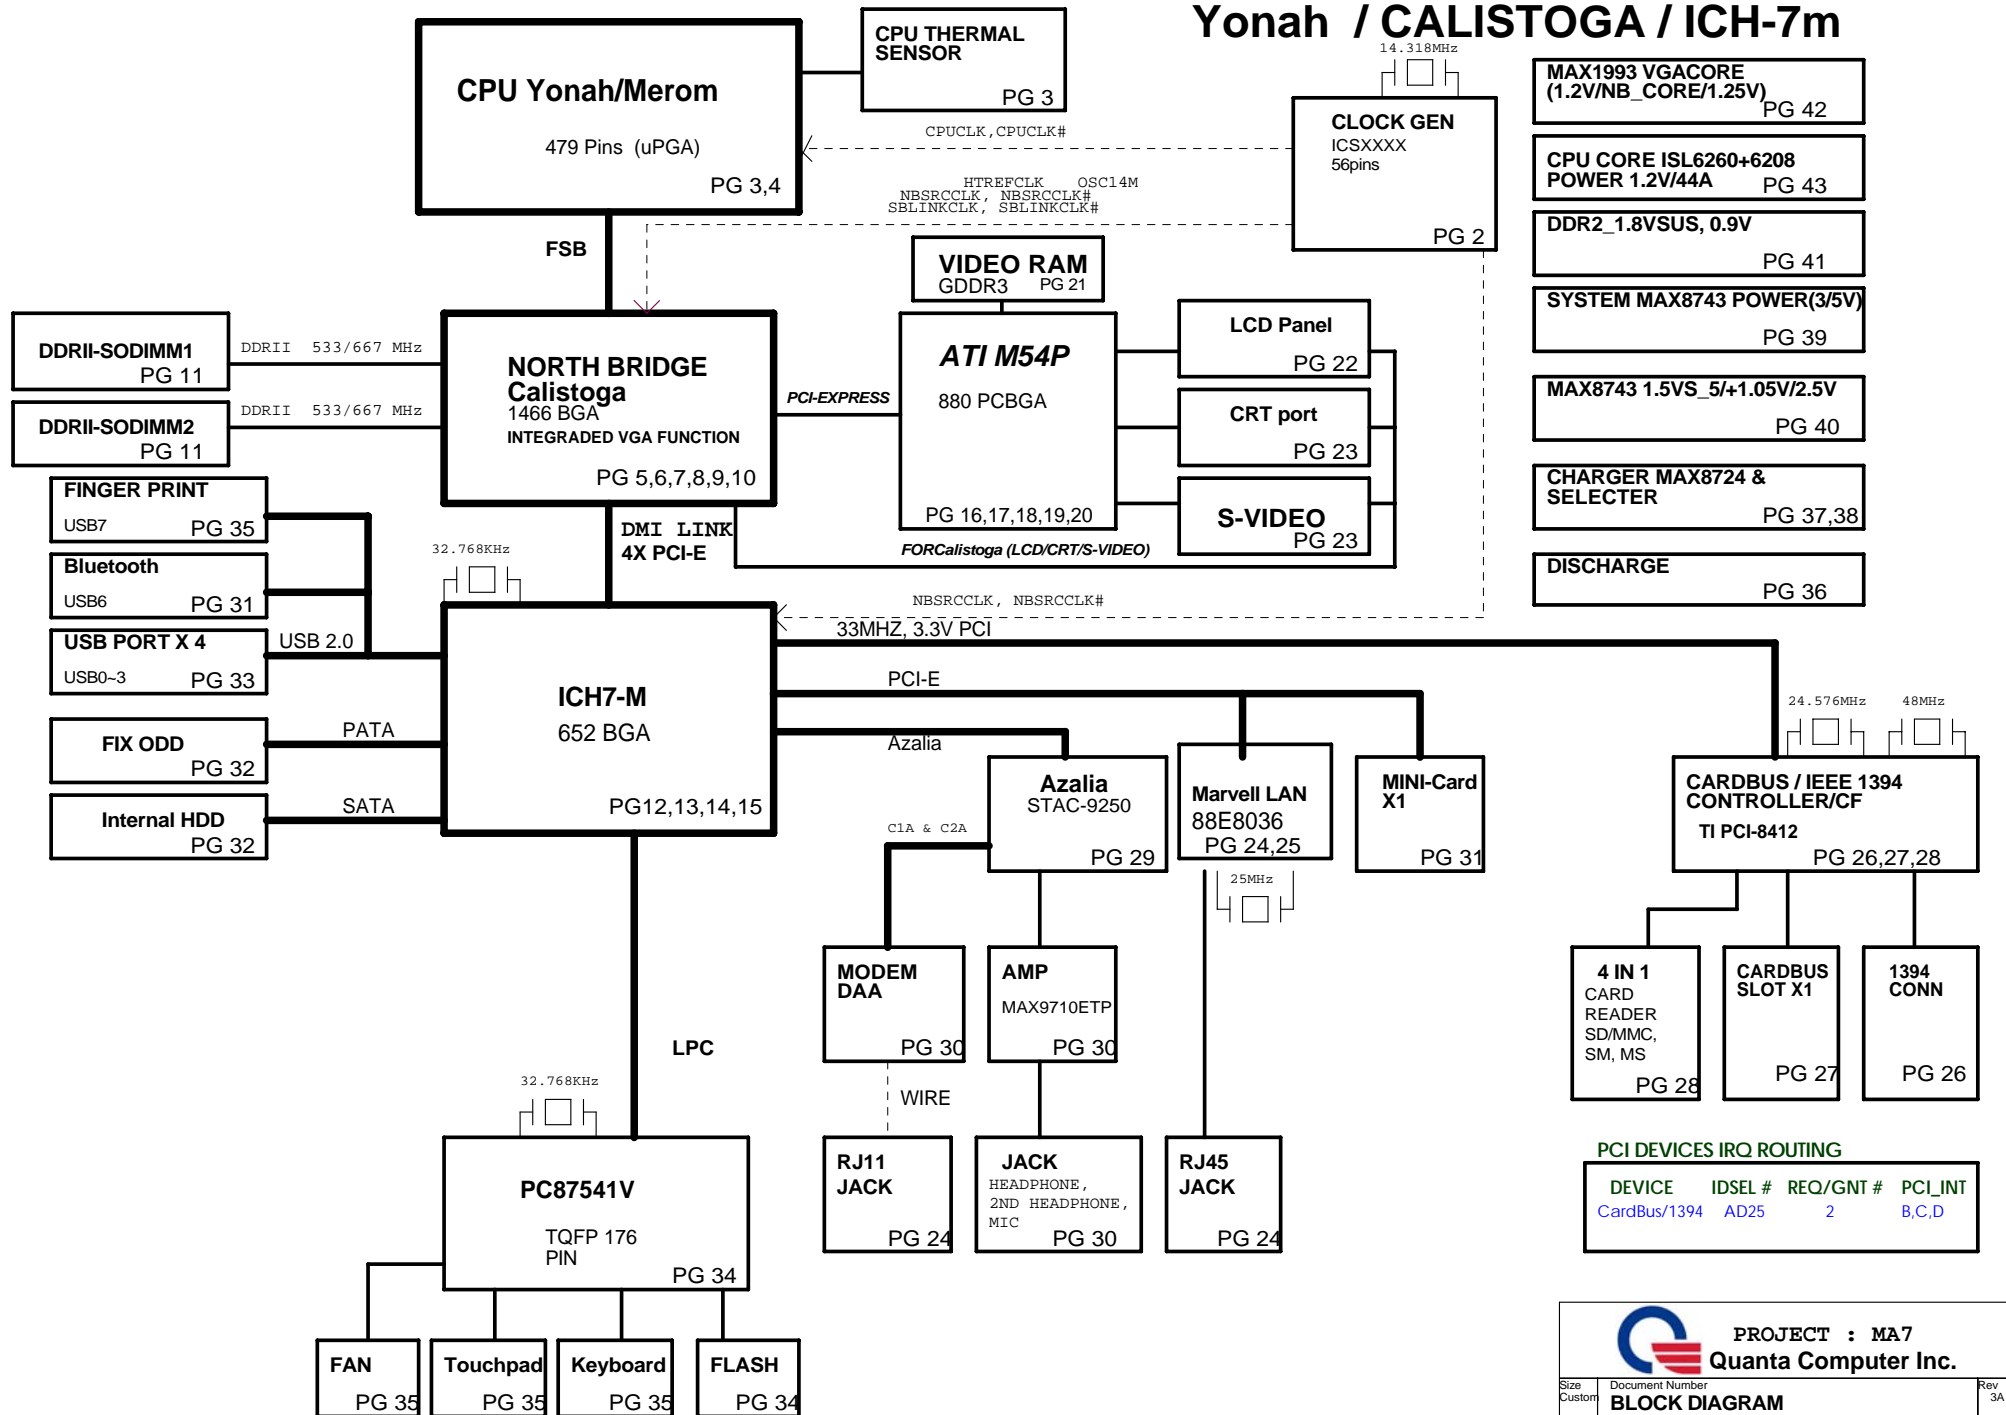 Yonah / CALISTOGA / ICH-7m
CPU Yonah/Merom
479 Pins (uPGA)
PG 3,4
CPU THERMAL
SENSOR
PG 3
14.318MHz
CLOCK GEN
ICSXXXX
56pins
PG 2
CPUCLK,CPUCLK#
HTREFCLK OSC14M
NBSRCCLK, NBSRCCLK#
SBLINKCLK, SBLINKCLK#
MAX1993 VGACORE
(1.2V/NB_CORE/1.25V)
PG 42
CPU CORE ISL6260+6208
POWER 1.2V/44A PG 43
DDR2_1.8VSUS, 0.9V
PG 41
SYSTEM MAX8743 POWER(3/5V)
PG 39
MAX8743 1.5VS_5/+1.05V/2.5V
PG 40
CHARGER MAX8724 &
SELECTER
PG 37,38
DISCHARGE
PG 36
FSB
VIDEO RAM
GDDR3 PG 21
DDRII-SODIMM1
PG 11
DDRII 533/667 MHz
DDRII-SODIMM2
PG 11
DDRII 533/667 MHz
NORTH BRIDGE
Calistoga
1466 BGA
INTEGRADED VGA FUNCTION
PG 5,6,7,8,9,10
PCI-EXPRESS
ATI M54P
880 PCBGA
PG 16,17,18,19,20
LCD Panel
PG 22
CRT port
PG 23
S-VIDEO
PG 23
FORCalistoga (LCD/CRT/S-VIDEO)
DMI LINK
4X PCI-E
32.768KHz
NBSRCCLK, NBSRCCLK#
FINGER PRINT
USB7 PG 35
Bluetooth
USB6 PG 31
USB PORT X 4
USB0~3 PG 33
USB 2.0
FIX ODD
PG 32
PATA
Internal HDD
PG 32
SATA
ICH7-M
652 BGA
PG12,13,14,15
33MHZ, 3.3V PCI
PCI-E
Azalia
24.576MHz
48MHz
Azalia
STAC-9250
PG 29
C1A & C2A
Marvell LAN
88E8036
PG 24,25
25MHz
MINI-Card
X1
PG 31
CARDBUS / IEEE 1394
CONTROLLER/CF
TI PCI-8412
PG 26,27,28
MODEM
DAA
PG 30
AMP
MAX9710ETP
PG 30
4 IN 1
CARD
READER
SD/MMC,
SM, MS
PG 28
CARDBUS
SLOT X1
PG 27
1394
CONN
PG 26
LPC
WIRE
32.768KHz
PC87541V
TQFP 176
PIN
PG 34
RJ11
JACK
PG 24
JACK
HEADPHONE,
2ND HEADPHONE,
MIC
PG 30
RJ45
JACK
PG 24
PCI DEVICES IRQ ROUTING
DEVICE IDSEL # REQ/GNT # PCI_INT
CardBus/1394 AD25 2 B,C,D
FAN
PG 35
Touchpad
PG 35
Keyboard
PG 35
FLASH
PG 34
PROJECT : MA7
Quanta Computer Inc.
Size
Custom
Document Number
BLOCK DIAGRAM
Rev
3A